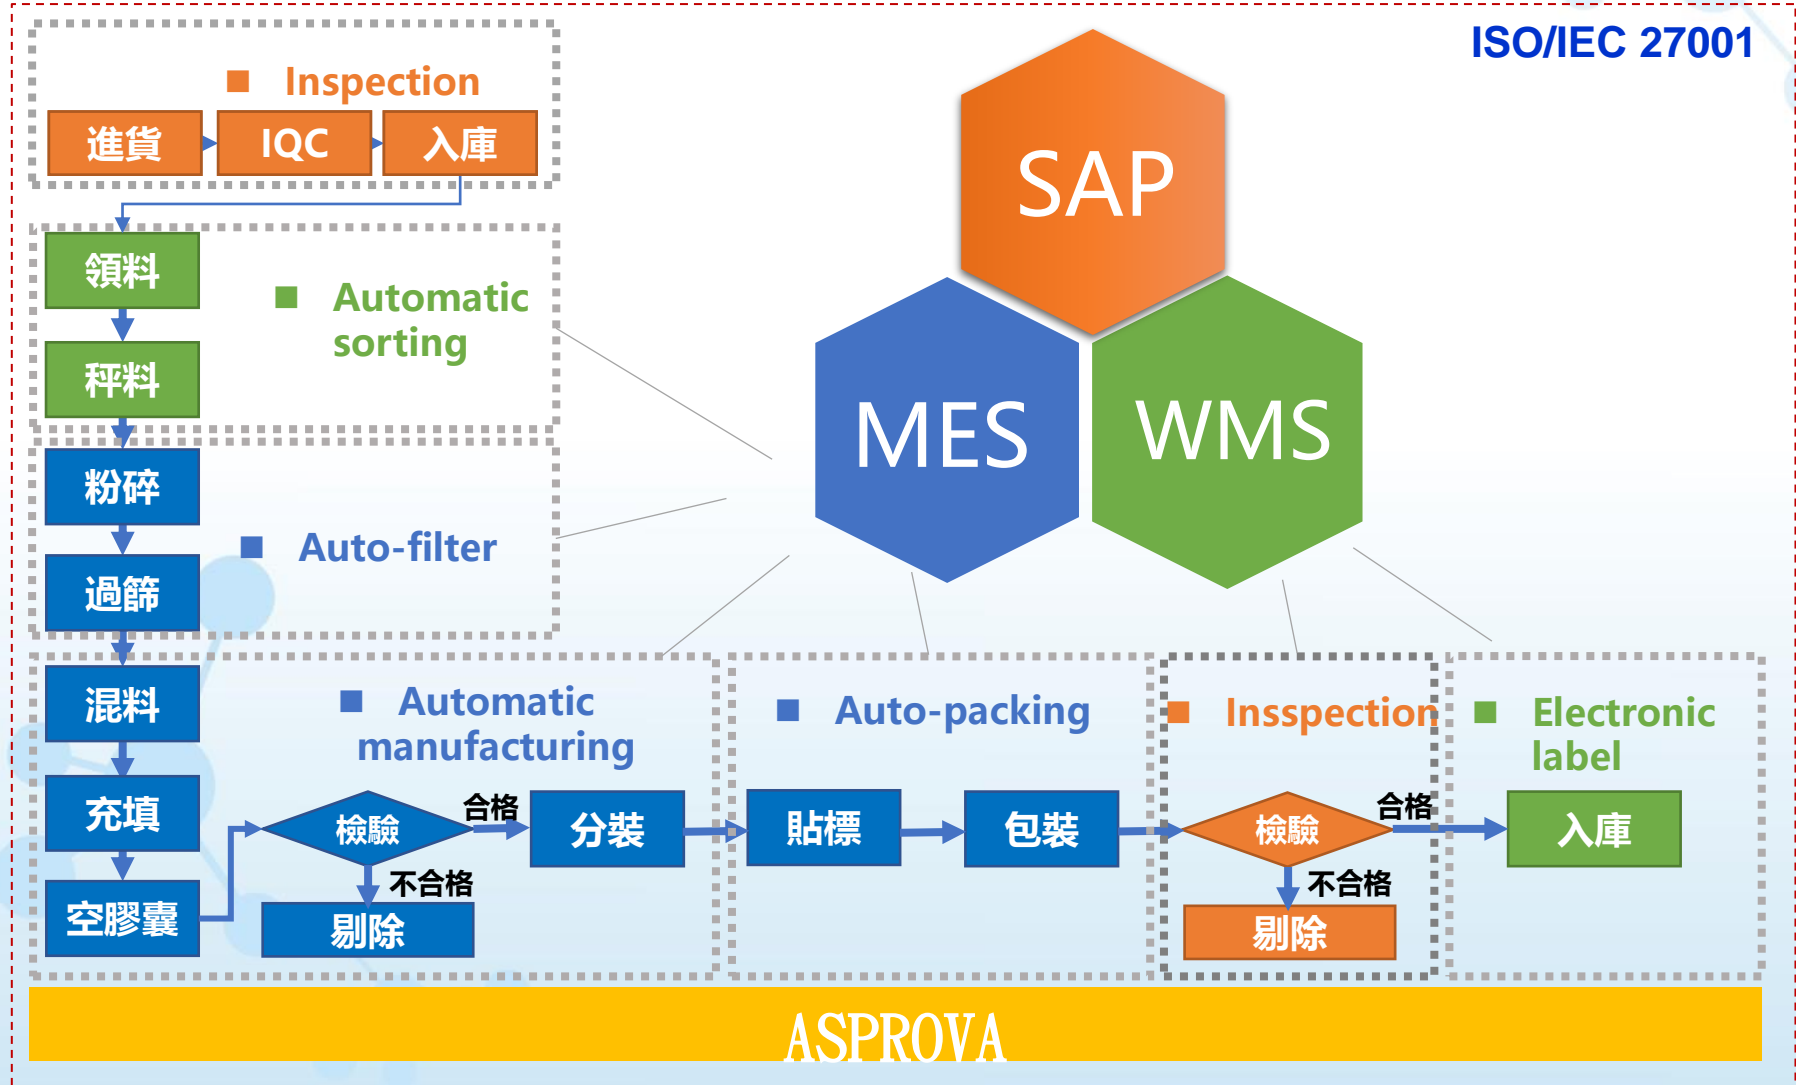 ISO/IEC 27001
■ Inspection
進貨
IQC
入庫
SAP
MES
WMS
領料
秤料
■ Automatic
sorting
粉碎
過篩
■ Auto-filter
混料
充填
空膠囊
■ Automatic
manufacturing
檢驗
合格
不合格
剔除
分裝
■ Auto-packing
貼標
包裝
■ Insspection
檢驗
合格
不合格
剔除
■ Electronic
label
入庫
ASPROVA